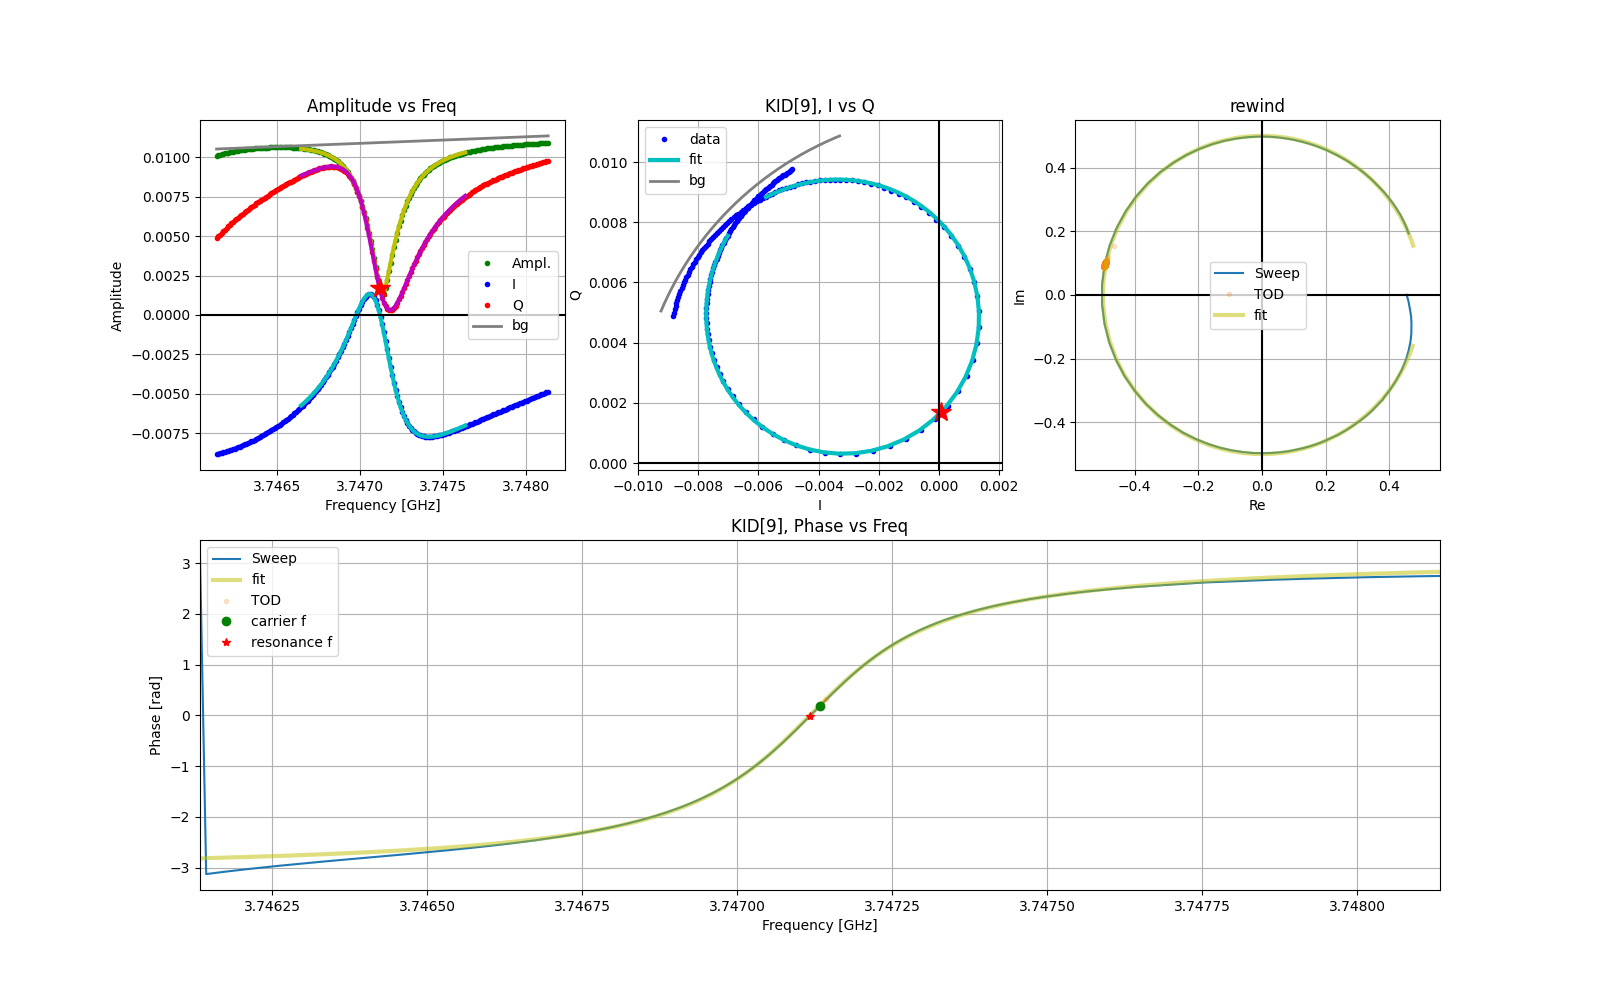 Amplitude vs Freq
Amplitude
0.0100
0.0075
0.0050
0.0025
0.0000
−0.0025
−0.0050
−0.0075
Ampl.
I
Q
bg
3.7465
3.7470
3.7475
3.7480
Frequency [GHz]
KID[9], I vs Q
Q
0.010
0.008
0.006
0.004
0.002
0.000
data
fit
bg
−0.010
−0.008
−0.006
−0.004
−0.002
0.000
0.002
I
rewind
Im
0.4
0.2
0.0
−0.2
−0.4
Sweep
TOD
fit
−0.4
−0.2
0.0
0.2
0.4
Re
KID[9], Phase vs Freq
Phase [rad]
3
2
1
0
−1
−2
−3
Sweep
fit
TOD
carrier f
resonance f
3.74625
3.74650
3.74675
3.74700
3.74725
3.74750
3.74775
3.74800
Frequency [GHz]